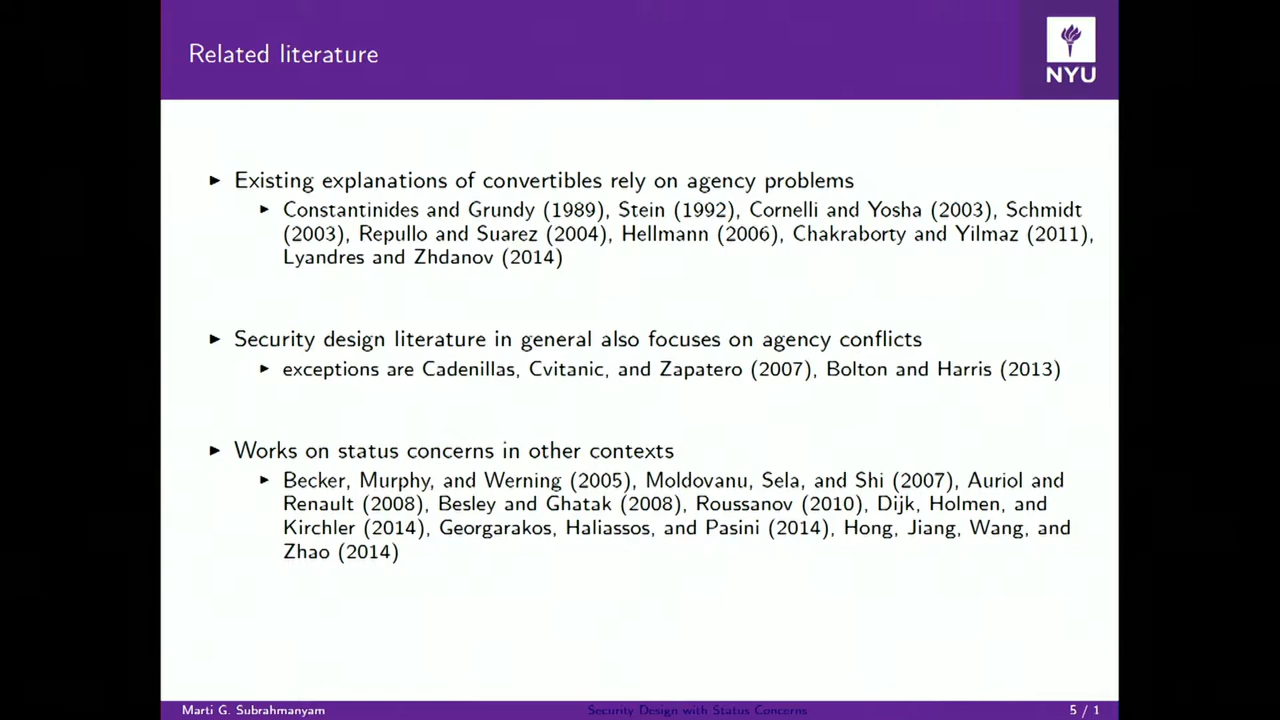 Related literature
NYU
▶ Existing explanations of convertibles rely on agency problems
▶ Constantinides and Grundy (1989), Stein (1992), Cornelli and Yosha (2003), Schmidt
(2003), Repullo and Suarez (2004), Hellmann (2006), Chakraborty and Yilmaz (2011),
Lyandres and Zhdanov (2014)
▶ Security design literature in general also focuses on agency conflicts
▶ exceptions are Cadenillas, Cvitanic, and Zapatero (2007), Bolton and Harris (2013)
▶ Works on status concerns in other contexts
▶ Becker, Murphy, and Werning (2005), Moldovanu, Sela, and Shi (2007), Auriol and
Renault (2008), Besley and Ghatak (2008), Roussanov (2010), Dijk, Holmen, and
Kirchler (2014), Georgarakos, Haliassos, and Pasini (2014), Hong, Jiang, Wang, and
Zhao (2014)
Marti G. Subrahmanyam Security Design with Status Concerns 5 / 1